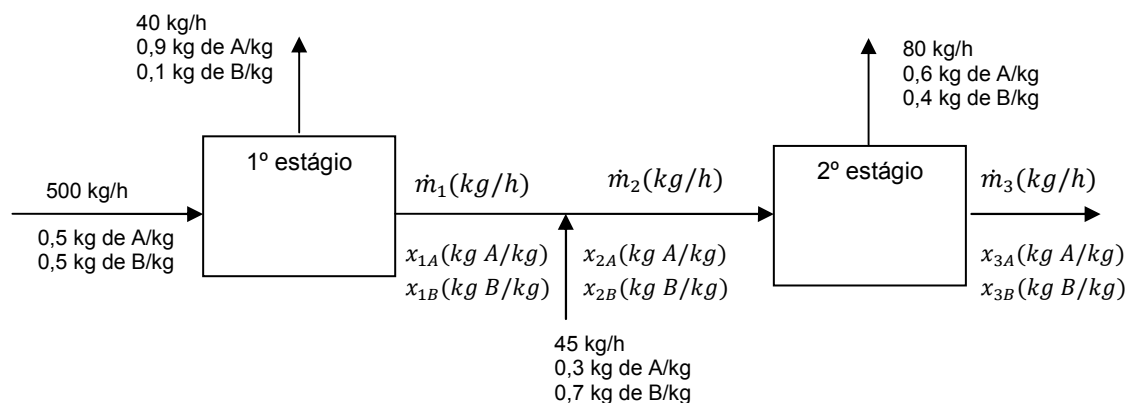 40 kg/h
0,9 kg de A/kg
0,1 kg de B/kg
80 kg/h
0,6 kg de A/kg
0,4 kg de B/kg
1º estágio
2º estágio
500 kg/h
0,5 kg de A/kg
0,5 kg de B/kg
ṁ₁(kg/h)
x₁A(kg A/kg)
x₁B(kg B/kg)
ṁ₂(kg/h)
x₂A(kg A/kg)
x₂B(kg B/kg)
ṁ₃(kg/h)
x₃A(kg A/kg)
x₃B(kg B/kg)
45 kg/h
0,3 kg de A/kg
0,7 kg de B/kg